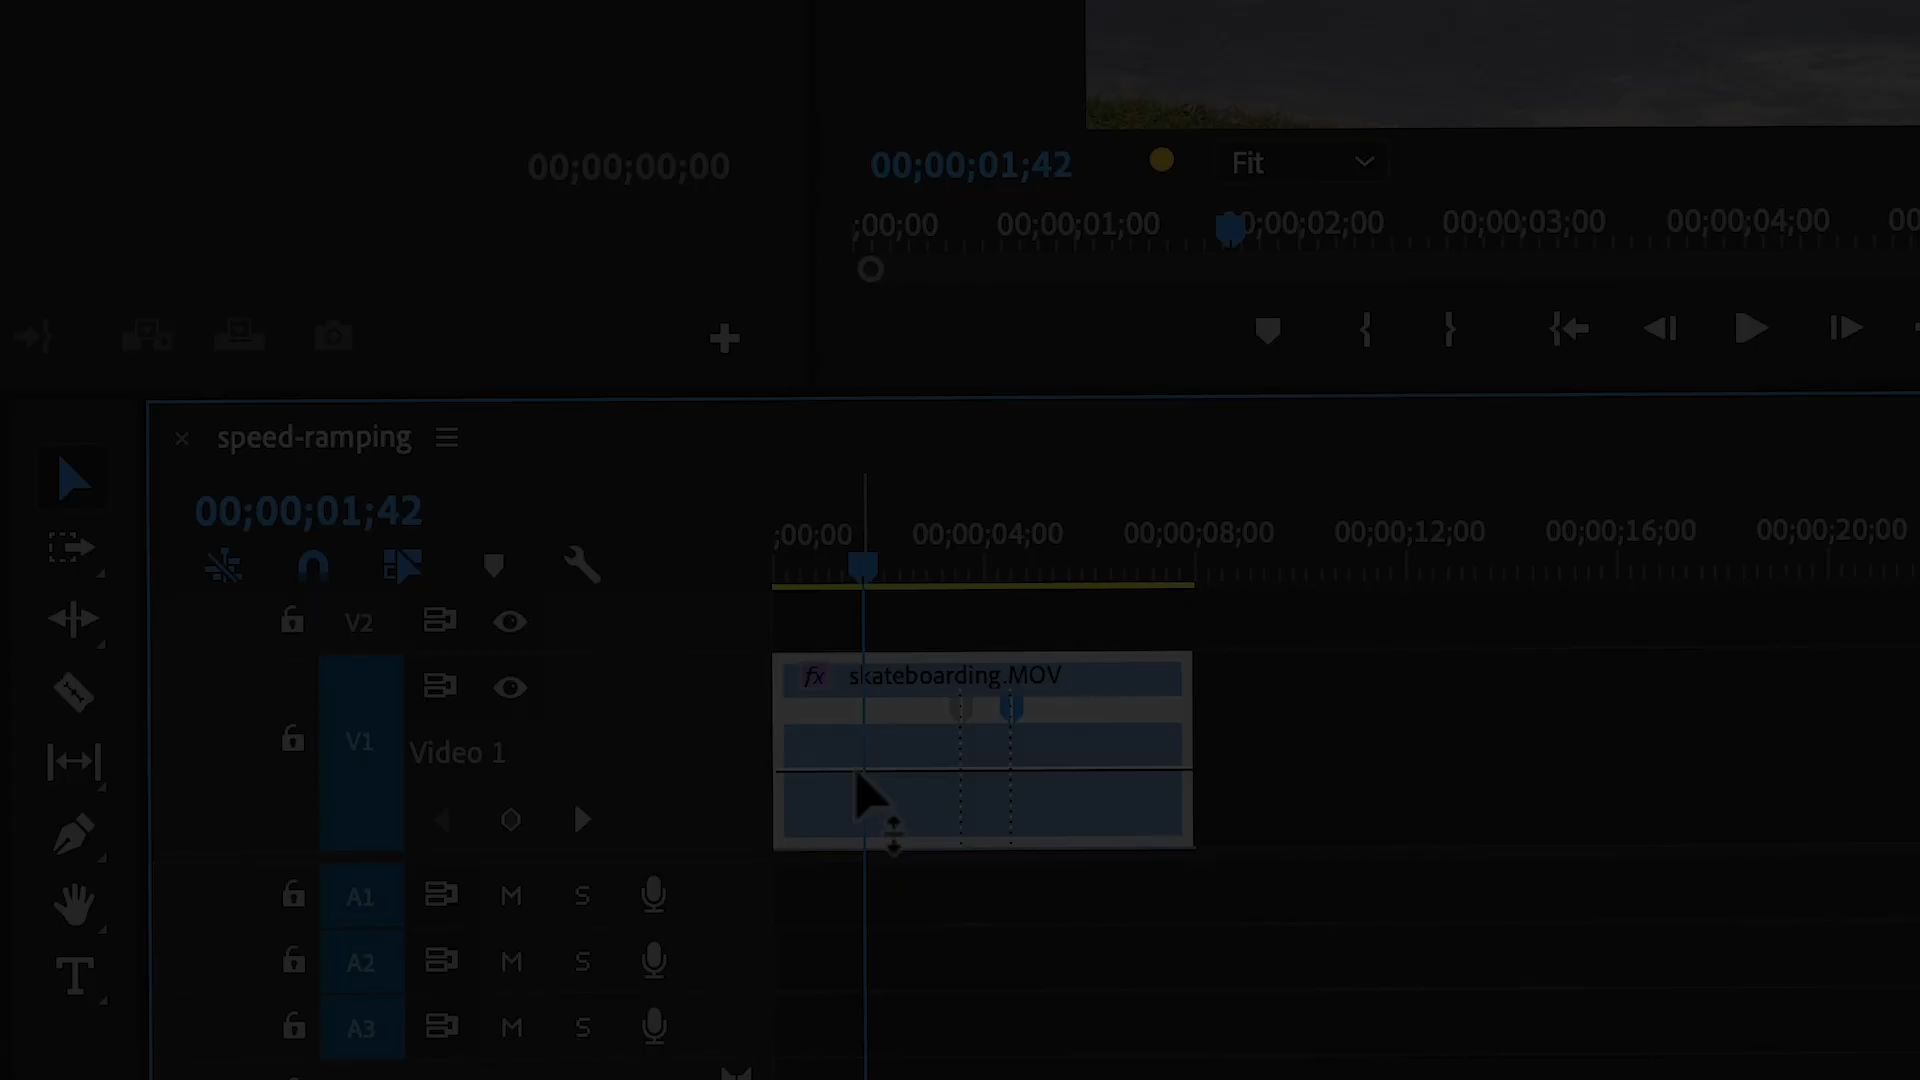 00;00;00;00
00;00;01;42
Fit
;00;00
00;00;01;00
0;00;02;00
00;00;03;00
00;00;04;00
00
speed-ramping
00;00;01;42
;00;00
00;00;04;00
00;00;08;00
00;00;12;00
00;00;16;00
00;00;20;00
V2
fx skateboarding.MOV
V1
Video 1
A1
M
S
A2
M
S
A3
M
S